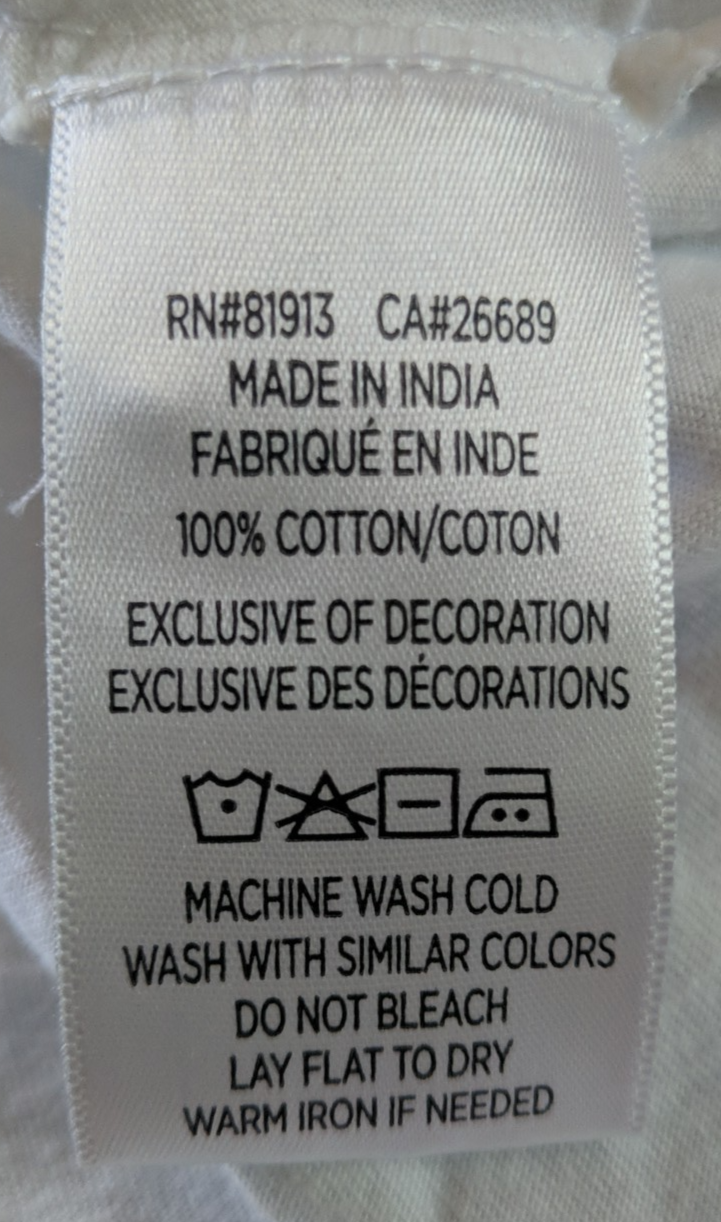 RN#81913 CA#26689
MADE IN INDIA
FABRIQUÉ EN INDE
100% COTTON/COTON
EXCLUSIVE OF DECORATION
EXCLUSIVE DES DÉCORATIONS
MACHINE WASH COLD
WASH WITH SIMILAR COLORS
DO NOT BLEACH
LAY FLAT TO DRY
WARM IRON IF NEEDED